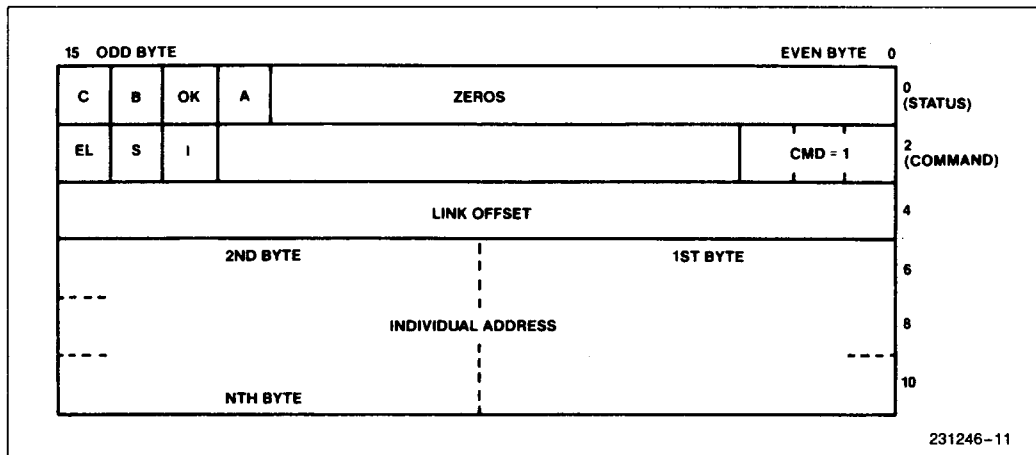 15 ODD BYTE EVEN BYTE 0
C B OK A ZEROS 0
(STATUS)
EL S I CMD = 1 2
(COMMAND)
LINK OFFSET 4
2ND BYTE 1ST BYTE 6
INDIVIDUAL ADDRESS 8
NTH BYTE 10
231246-11